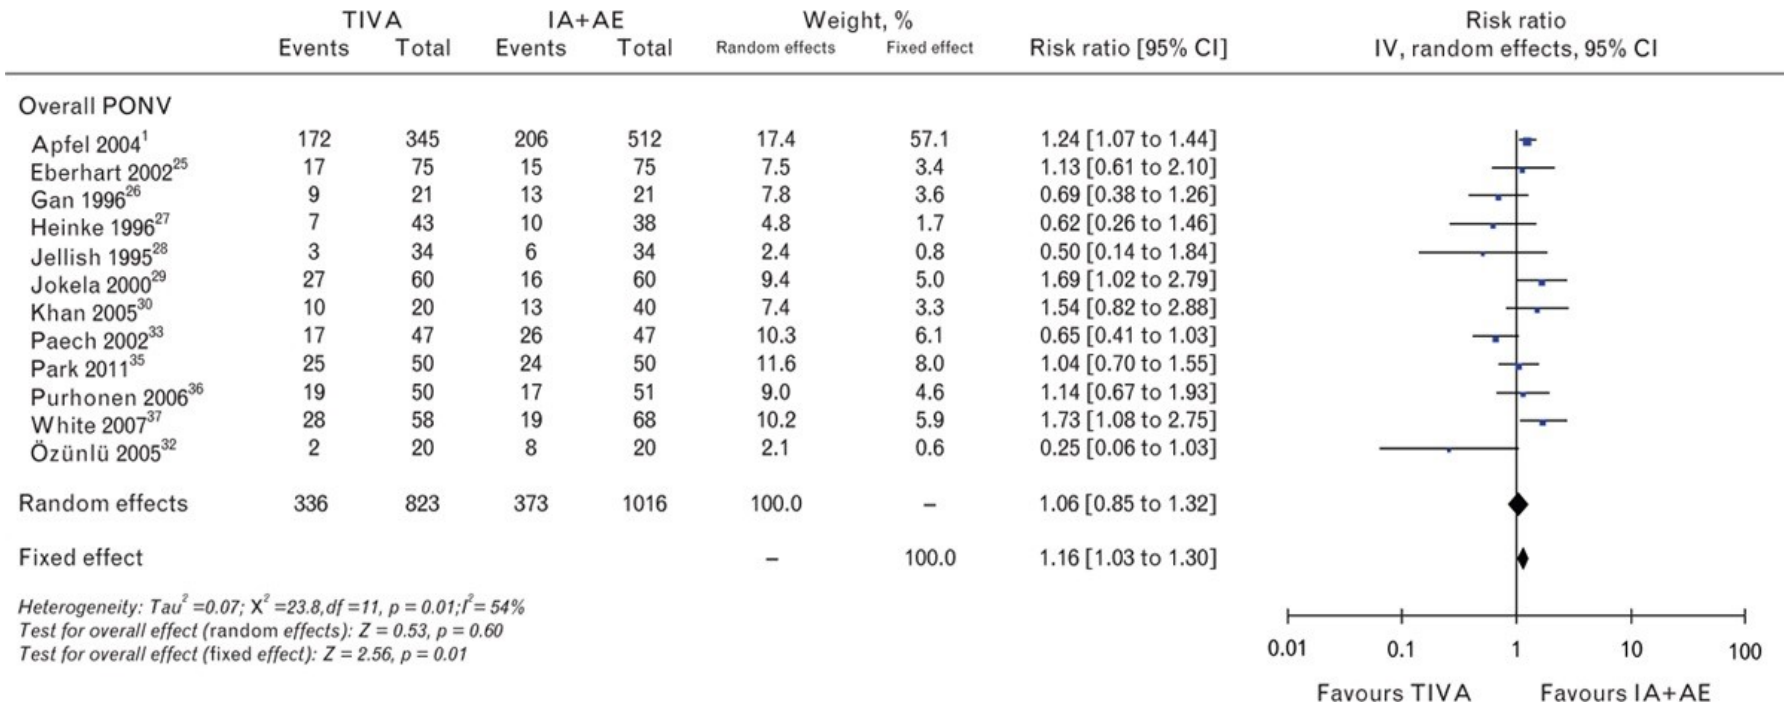 TIVA IA+AE Weight, % Risk ratio
Events Total Events Total Random effects Fixed effect Risk ratio [95% CI] IV, random effects, 95% CI
Overall PONV
Apfel 2004¹ 172 345 206 512 17.4 57.1 1.24 [1.07 to 1.44]
Eberhart 2002²⁵ 17 75 15 75 7.5 3.4 1.13 [0.61 to 2.10]
Gan 1996²⁶ 9 21 13 21 7.8 3.6 0.69 [0.38 to 1.26]
Heinke 1996²⁷ 7 43 10 38 4.8 1.7 0.62 [0.26 to 1.46]
Jellish 1995²⁸ 3 34 6 34 2.4 0.8 0.50 [0.14 to 1.84]
Jokela 2000²⁹ 27 60 16 60 9.4 5.0 1.69 [1.02 to 2.79]
Khan 2005³⁰ 10 20 13 40 7.4 3.3 1.54 [0.82 to 2.88]
Paech 2002³³ 17 47 26 47 10.3 6.1 0.65 [0.41 to 1.03]
Park 2011³⁵ 25 50 24 50 11.6 8.0 1.04 [0.70 to 1.55]
Purhonen 2006³⁶ 19 50 17 51 9.0 4.6 1.14 [0.67 to 1.93]
White 2007³⁷ 28 58 19 68 10.2 5.9 1.73 [1.08 to 2.75]
Özünlü 2005³² 2 20 8 20 2.1 0.6 0.25 [0.06 to 1.03]
Random effects 336 823 373 1016 100.0 – 1.06 [0.85 to 1.32]
Fixed effect – 100.0 1.16 [1.03 to 1.30]
Heterogeneity: Tau² =0.07; X² =23.8, df =11, p = 0.01; I² = 54%
Test for overall effect (random effects): Z = 0.53, p = 0.60
Test for overall effect (fixed effect): Z = 2.56, p = 0.01
0.01 0.1 1 10 100
Favours TIVA Favours IA+AE